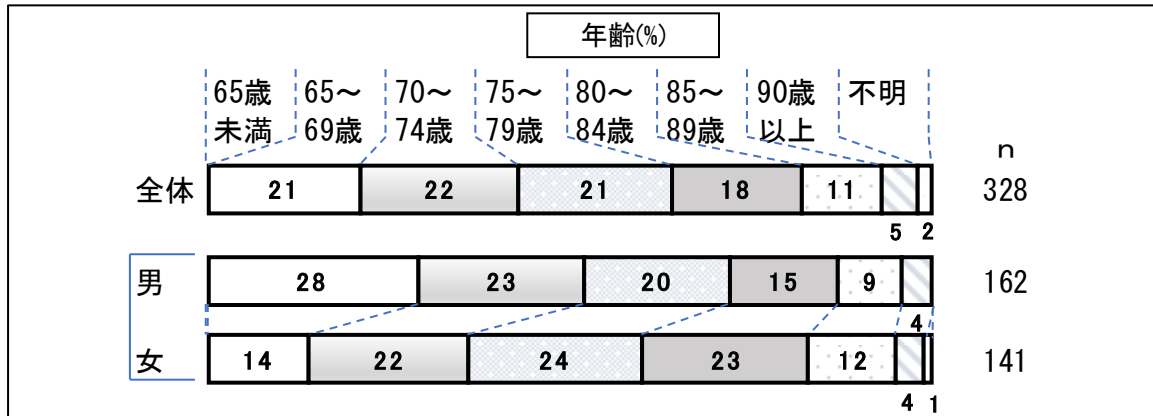 年齢(%)
65歳未満 65～69歳 70～74歳 75～79歳 80～84歳 85～89歳 90歳以上 不明
n
全体 21 22 21 18 11 5 2 328
男 28 23 20 15 9 4 162
女 14 22 24 23 12 4 1 141